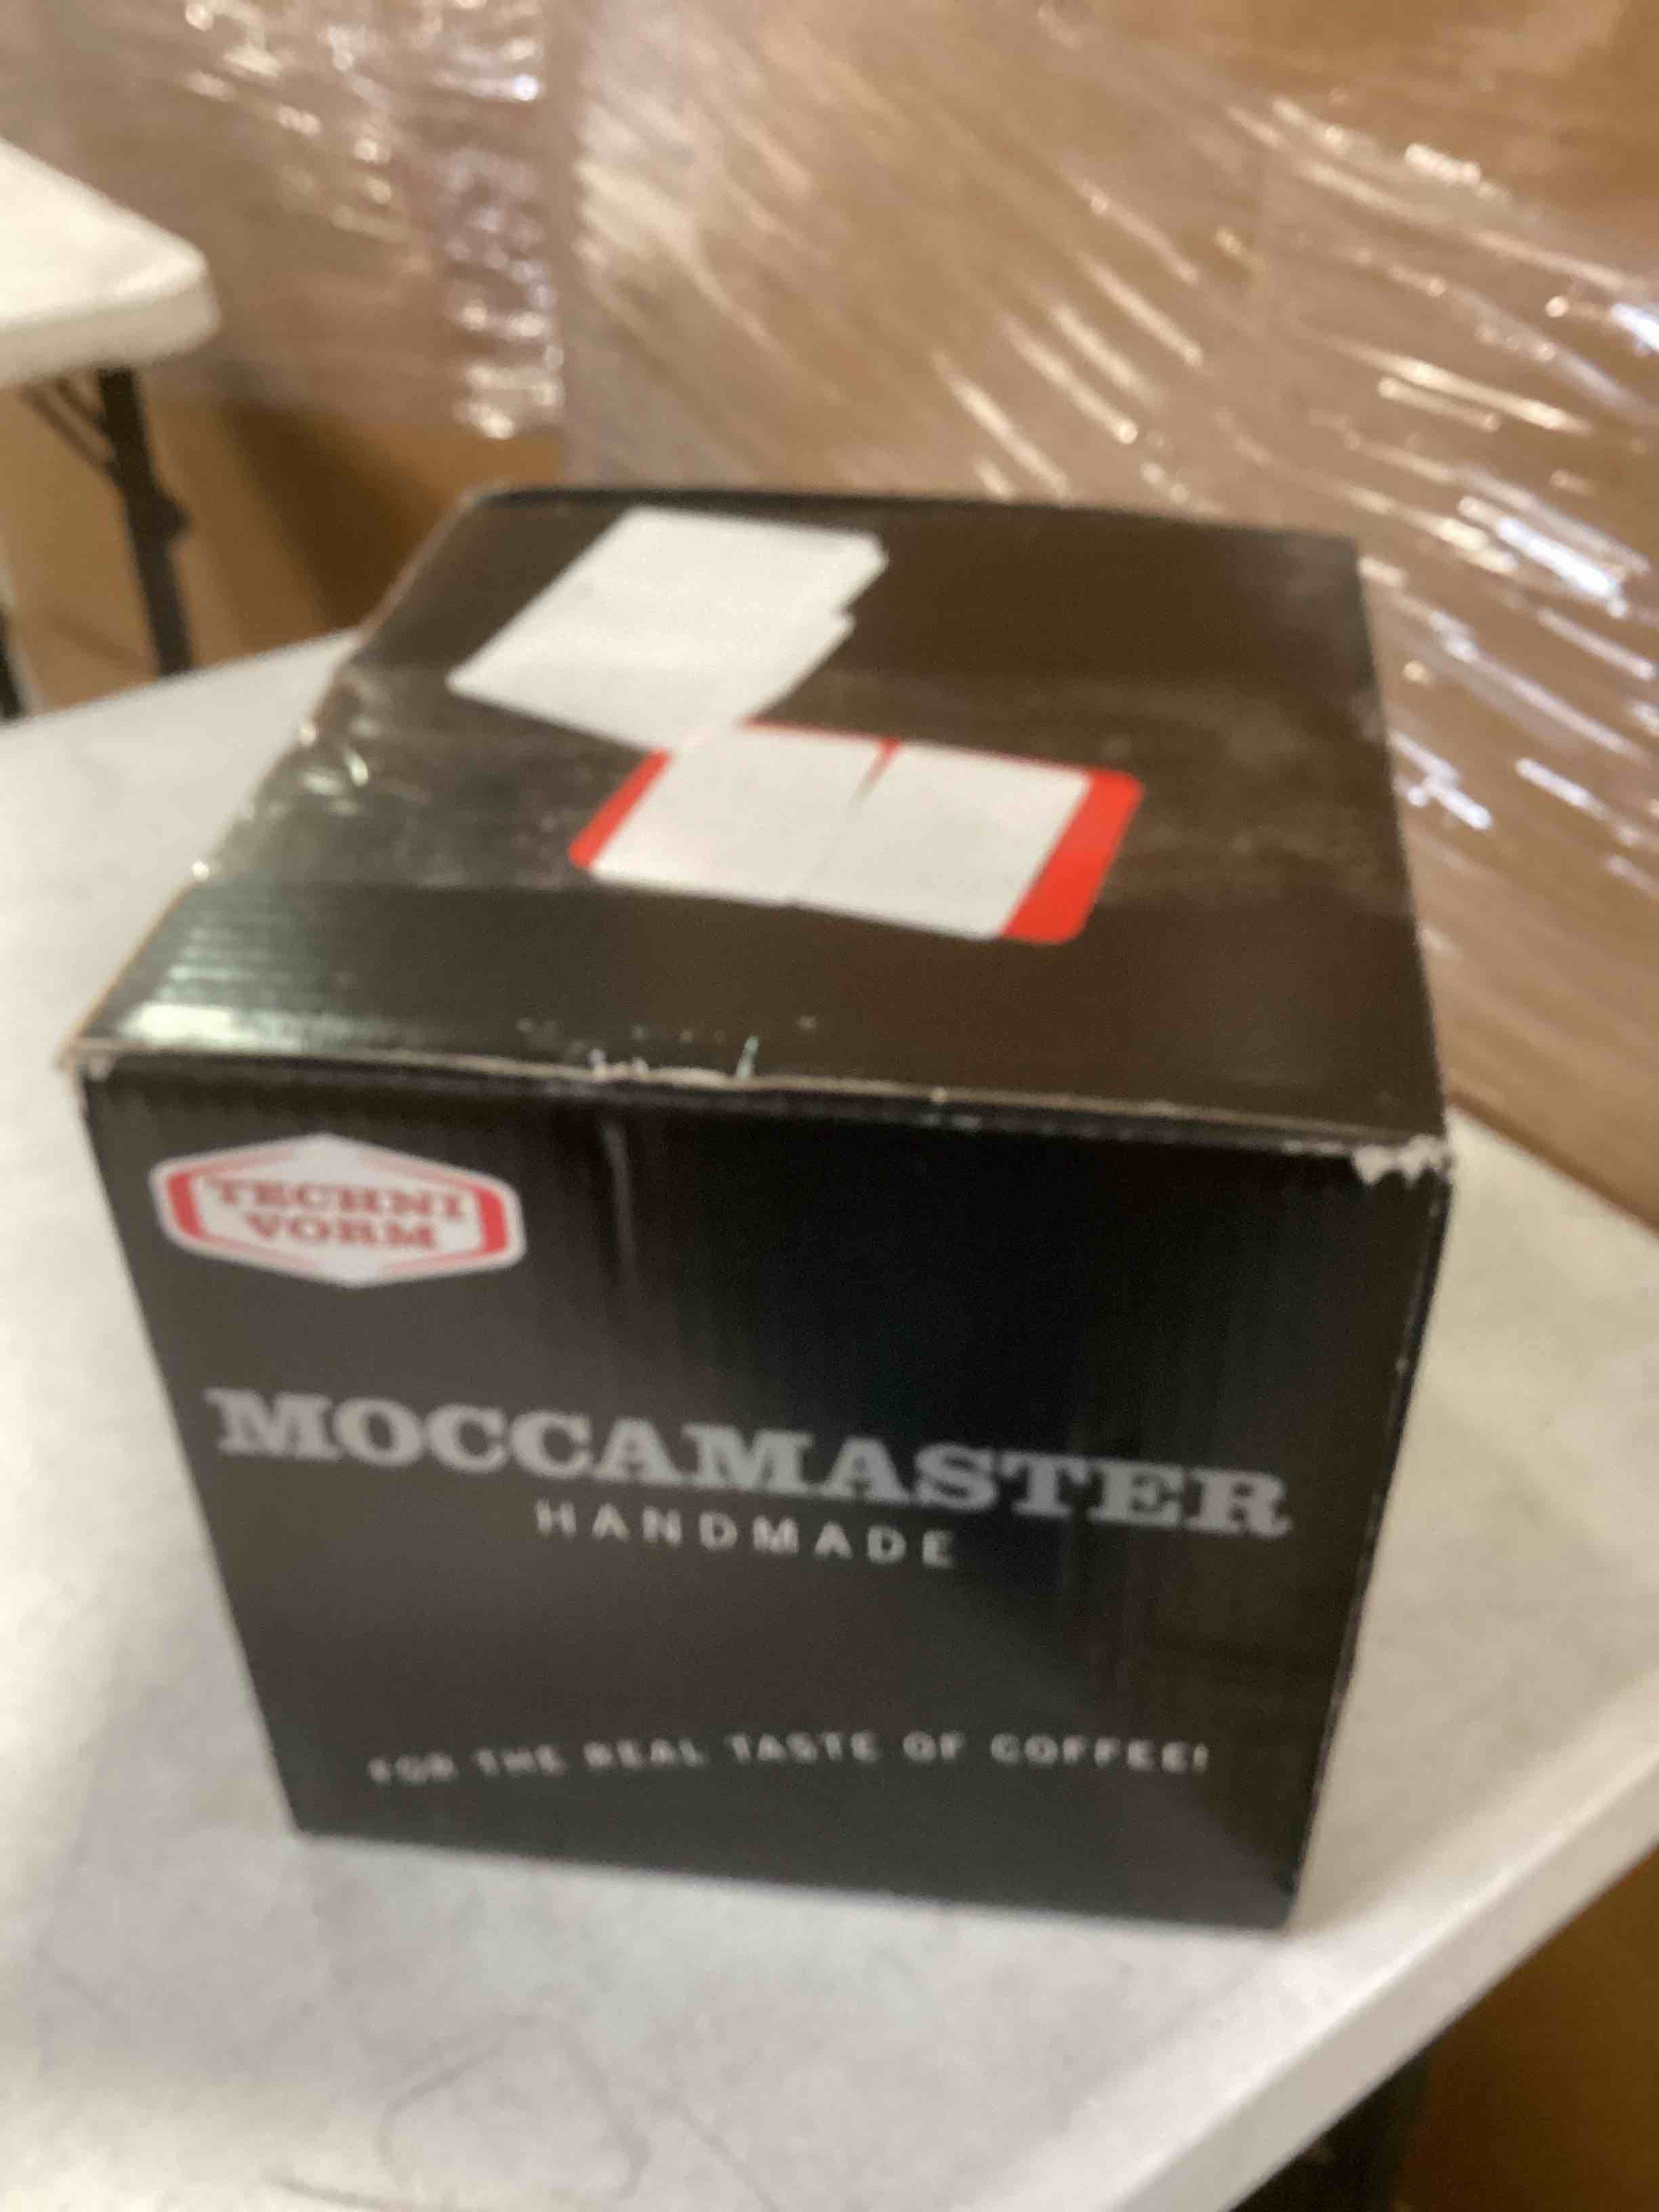 TECHNI
VORM
MOCCAMASTER
HANDMADE
FOR THE REAL TASTE OF COFFEE!